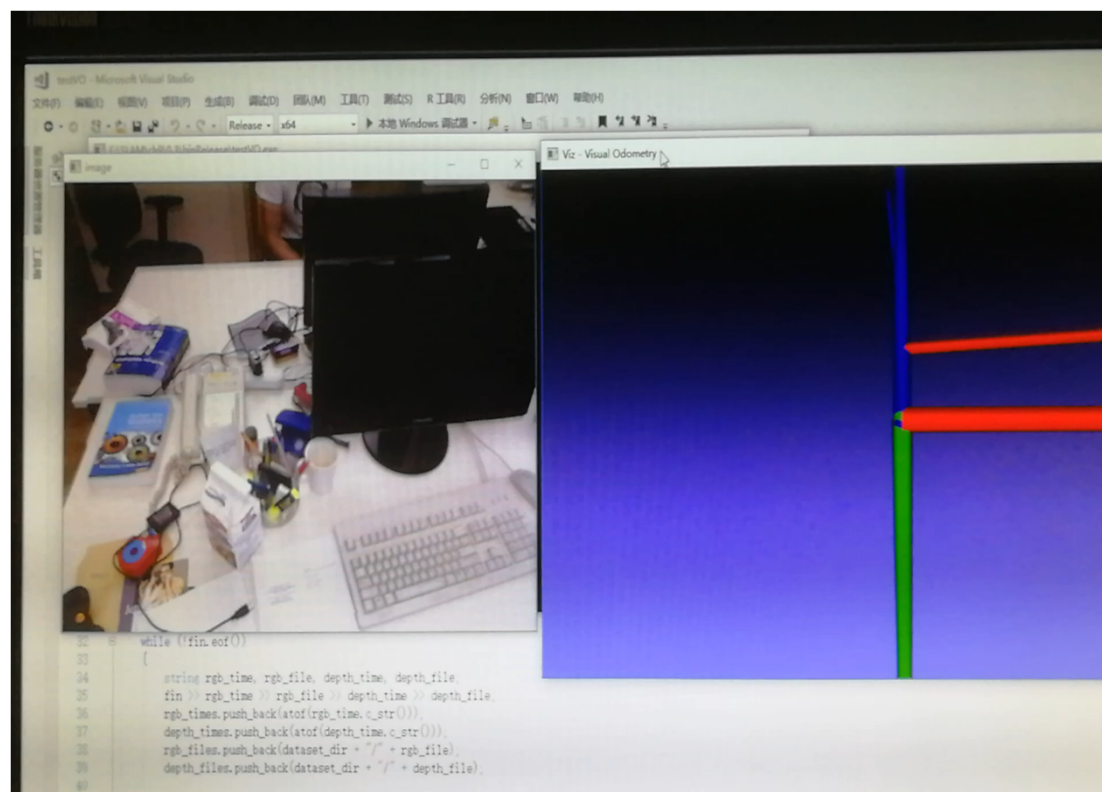 testVO - Microsoft Visual Studio
文件(F) 编辑(E) 视图(V) 项目(P) 生成(B) 调试(D) 团队(M) 工具(T) 测试(S) R 工具(R) 分析(N) 窗口(W) 帮助(H)
Release x64 本地 Windows 调试器
image
Viz - Visual Odometry
工具箱
32 while (!fin.eof())
33 {
34 string rgb_time, rgb_file, depth_time, depth_file;
35 fin >> rgb_time >> rgb_file >> depth_time >> depth_file;
36 rgb_times.push_back(atof(rgb_time.c_str()));
37 depth_times.push_back(atof(depth_time.c_str()));
38 rgb_files.push_back(dataset_dir + "/" + rgb_file);
39 depth_files.push_back(dataset_dir + "/" + depth_file);
40